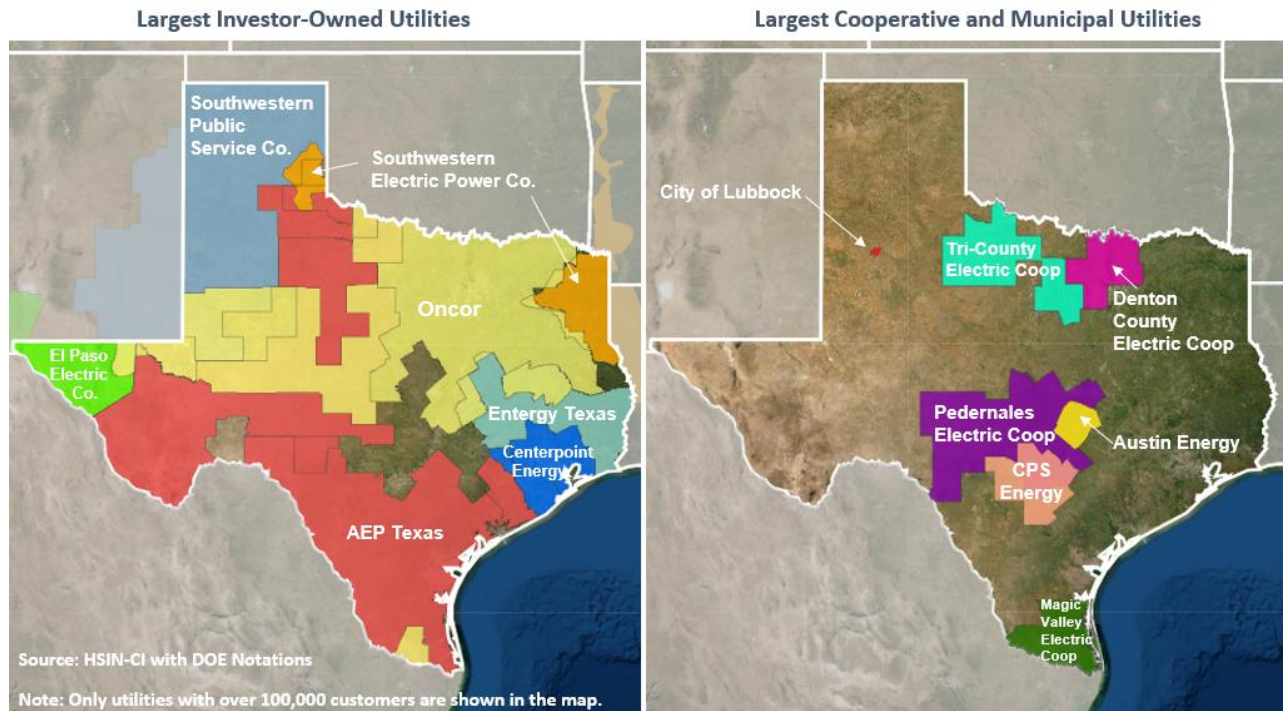 Largest Investor-Owned Utilities
Southwestern
Public
Service Co.
Southwestern
Electric Power Co.
Oncor
El Paso
Electric
Co.
Entergy Texas
Centerpoint
Energy
AEP Texas
Source: HSIN-CI with DOE Notations
Note: Only utilities with over 100,000 customers are shown in the map.
Largest Cooperative and Municipal Utilities
City of Lubbock
Tri-County
Electric Coop
Denton
County
Electric Coop
Pedernales
Electric Coop
Austin Energy
CPS
Energy
Magic
Valley
Electric
Coop